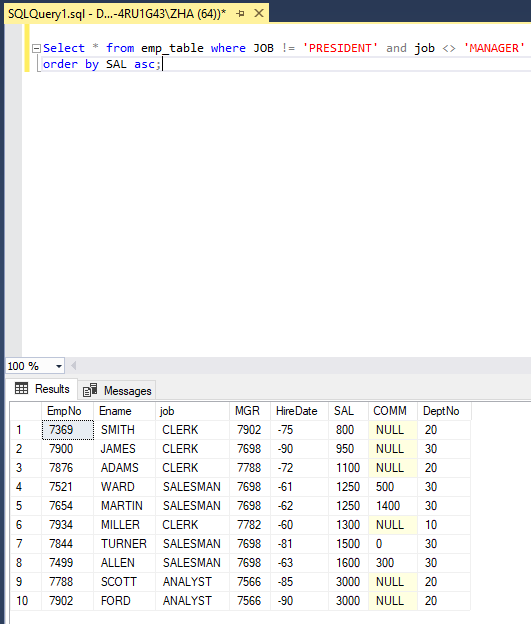 SQLQuery1.sql - D...-4RU1G43\ZHA (64))*
Select * from emp_table where JOB != 'PRESIDENT' and job <> 'MANAGER'
order by SAL asc;
100 %
Results Messages
EmpNo Ename job MGR HireDate SAL COMM DeptNo
1 7369 SMITH CLERK 7902 -75 800 NULL 20
2 7900 JAMES CLERK 7698 -90 950 NULL 30
3 7876 ADAMS CLERK 7788 -72 1100 NULL 20
4 7521 WARD SALESMAN 7698 -61 1250 500 30
5 7654 MARTIN SALESMAN 7698 -62 1250 1400 30
6 7934 MILLER CLERK 7782 -60 1300 NULL 10
7 7844 TURNER SALESMAN 7698 -81 1500 0 30
8 7499 ALLEN SALESMAN 7698 -63 1600 300 30
9 7788 SCOTT ANALYST 7566 -85 3000 NULL 20
10 7902 FORD ANALYST 7566 -90 3000 NULL 20